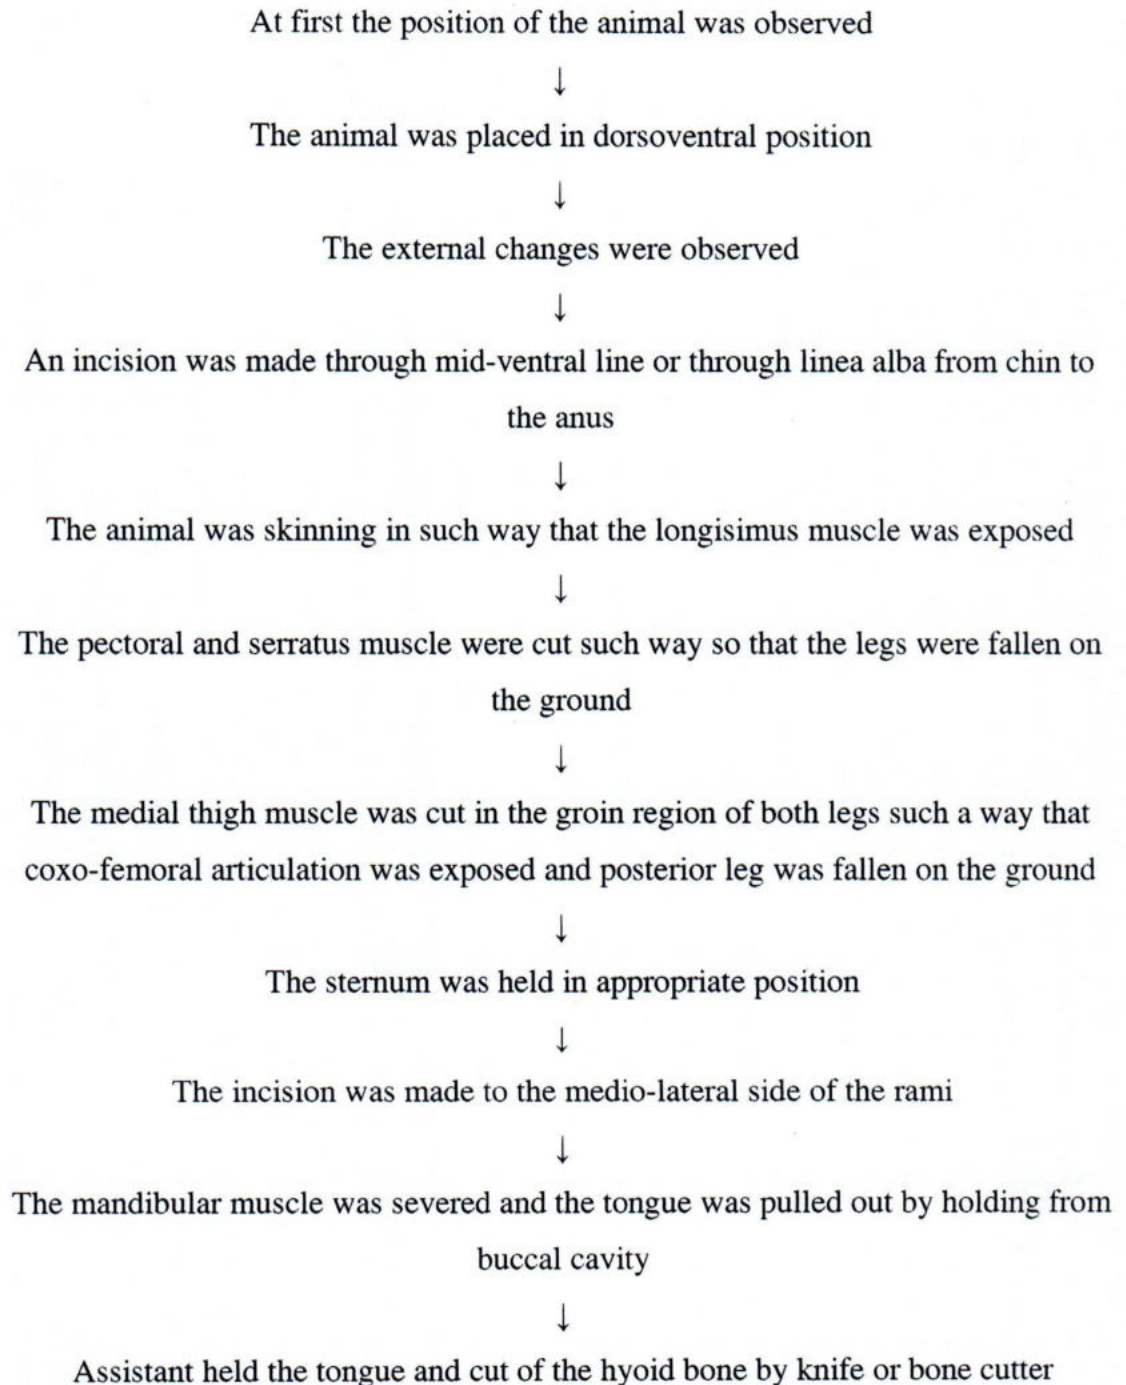 At first the position of the animal was observed
↓
The animal was placed in dorsoventral position
↓
The external changes were observed
↓
An incision was made through mid-ventral line or through linea alba from chin to
the anus
↓
The animal was skinning in such way that the longisimus muscle was exposed
↓
The pectoral and serratus muscle were cut such way so that the legs were fallen on
the ground
↓
The medial thigh muscle was cut in the groin region of both legs such a way that
coxo-femoral articulation was exposed and posterior leg was fallen on the ground
↓
The sternum was held in appropriate position
↓
The incision was made to the medio-lateral side of the rami
↓
The mandibular muscle was severed and the tongue was pulled out by holding from
buccal cavity
↓
Assistant held the tongue and cut of the hyoid bone by knife or bone cutter